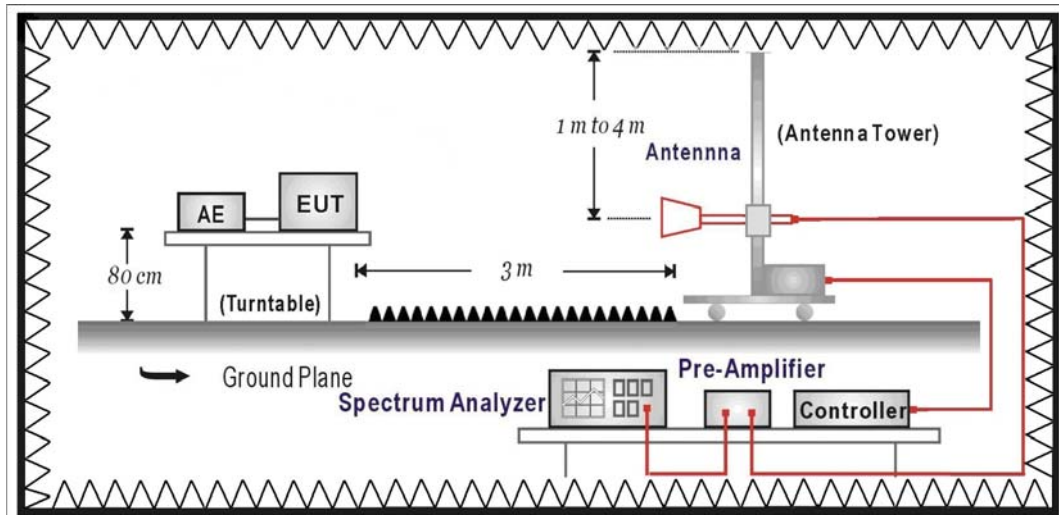 1 m to 4 m
(Antenna Tower)
Antennna
AE
EUT
80 cm
3 m
(Turntable)
Ground Plane
Pre-Amplifier
Spectrum Analyzer
Controller